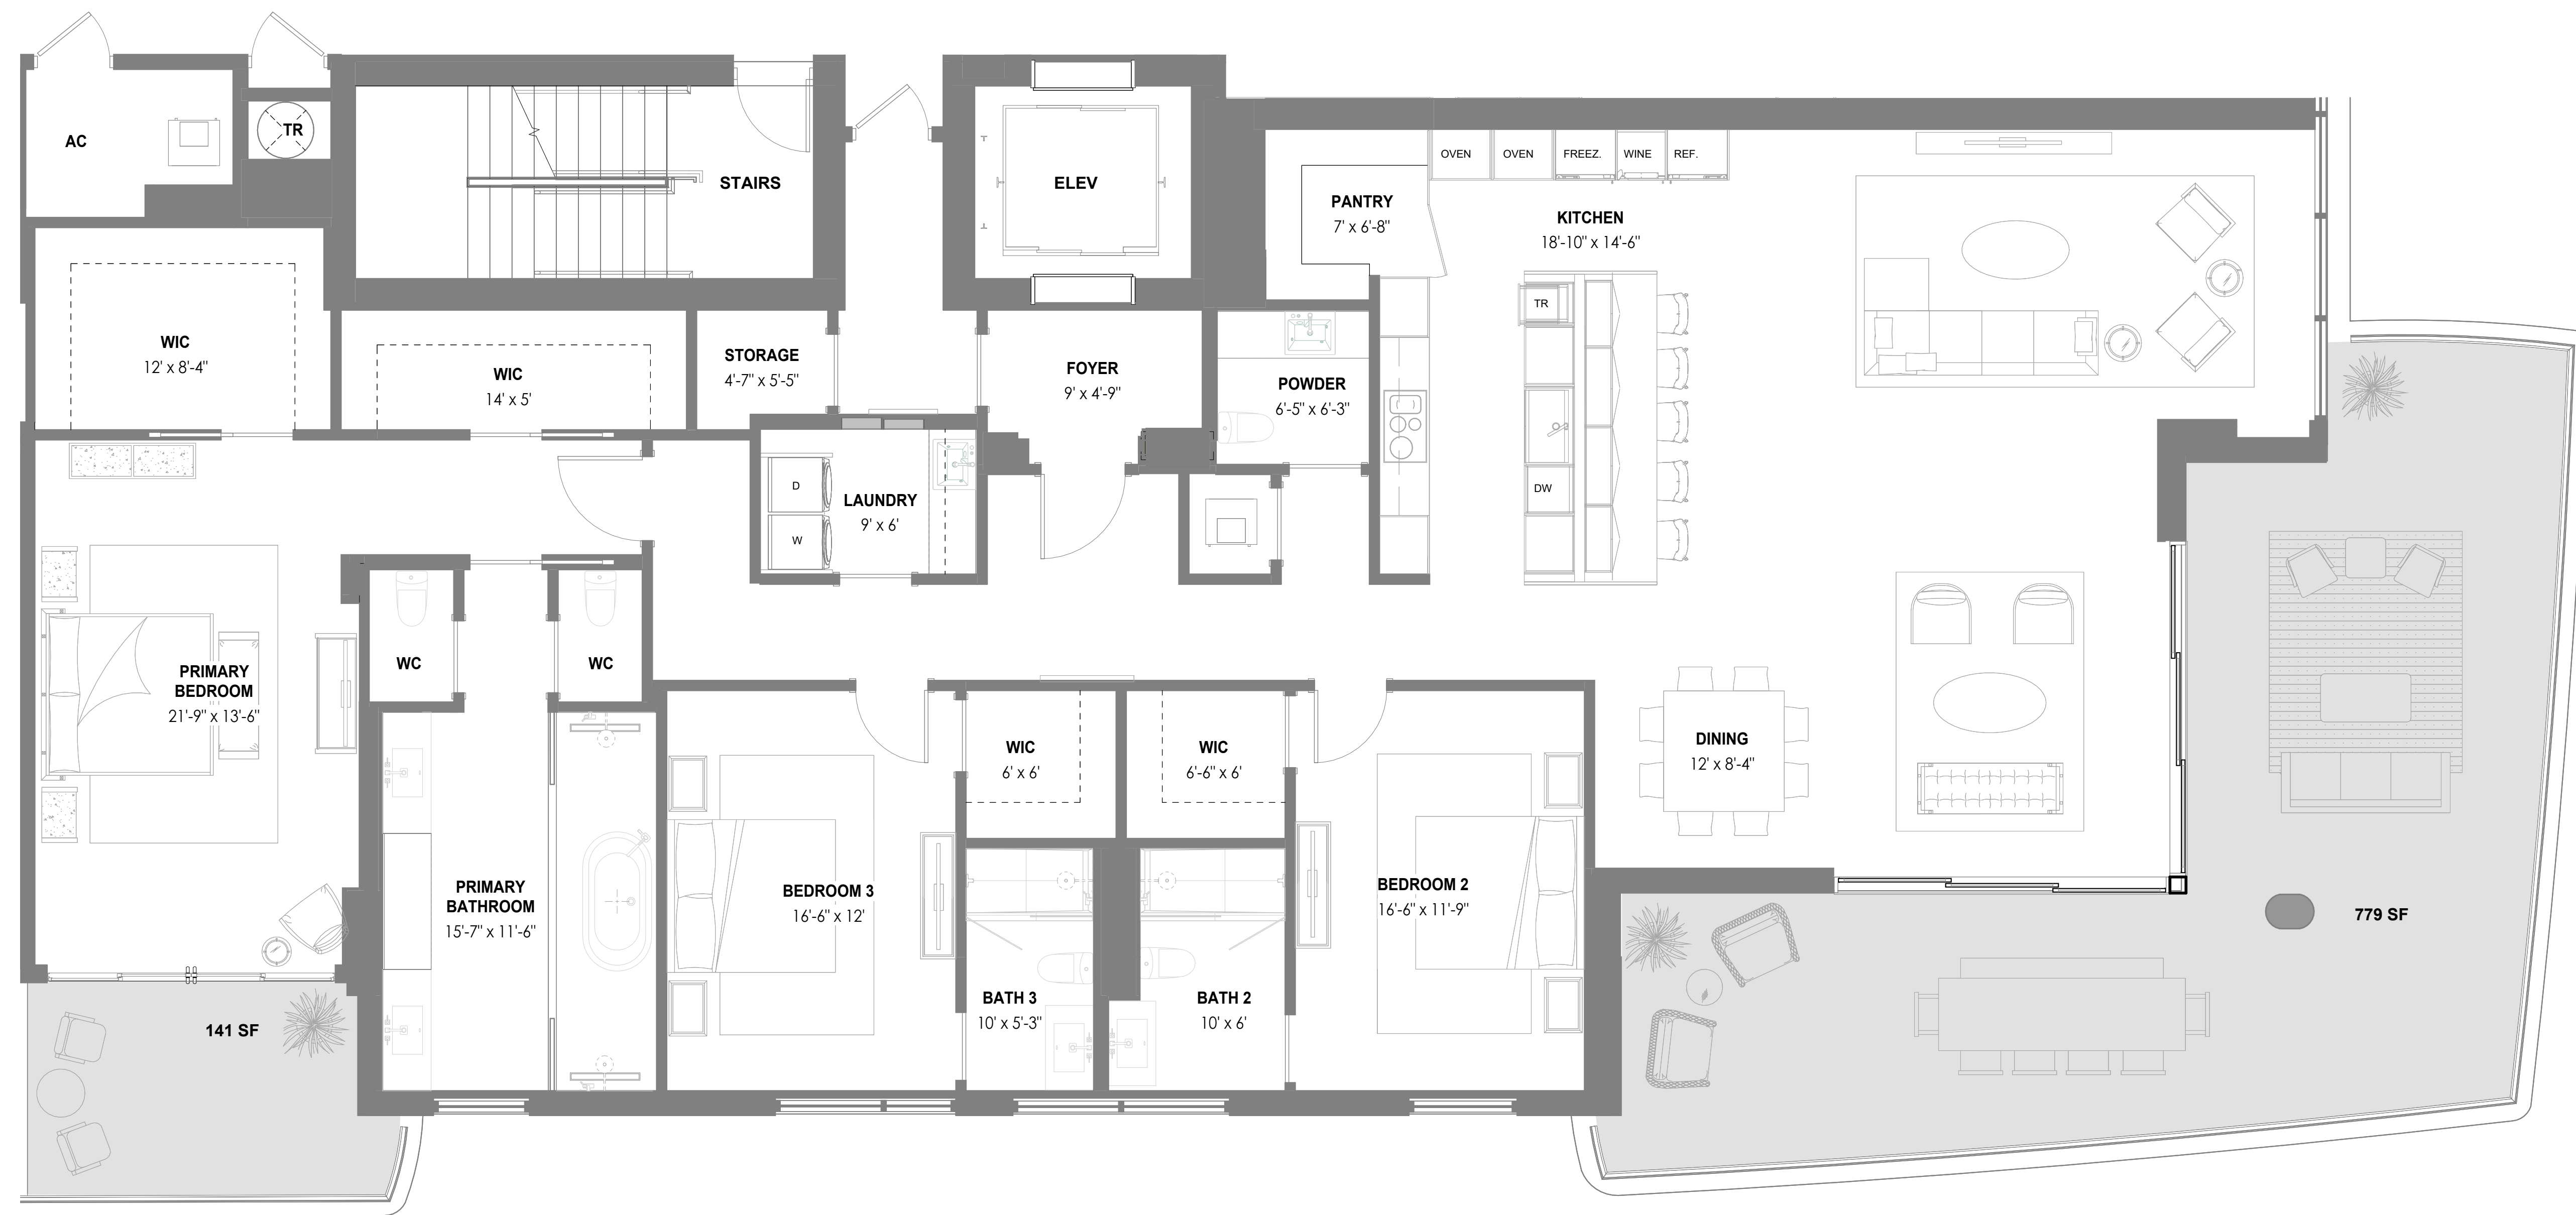 AC
TR
STAIRS
ELEV
OVEN
OVEN
FREEZ.
WINE
REF.
PANTRY
7' x 6'-8"
KITCHEN
18'-10" x 14'-6"
TR
DW
WIC
12' x 8'-4"
WIC
14' x 5'
STORAGE
4'-7" x 5'-5"
FOYER
9' x 4'-9"
POWDER
6'-5" x 6'-3"
D
W
LAUNDRY
9' x 6'
WC
WC
PRIMARY
BEDROOM
21'-9" x 13'-6"
WIC
6' x 6'
WIC
6'-6" x 6'
DINING
12' x 8'-4"
PRIMARY
BATHROOM
15'-7" x 11'-6"
BEDROOM 3
16'-6" x 12'
BEDROOM 2
16'-6" x 11'-9"
BATH 3
10' x 5'-3"
BATH 2
10' x 6'
779 SF
141 SF